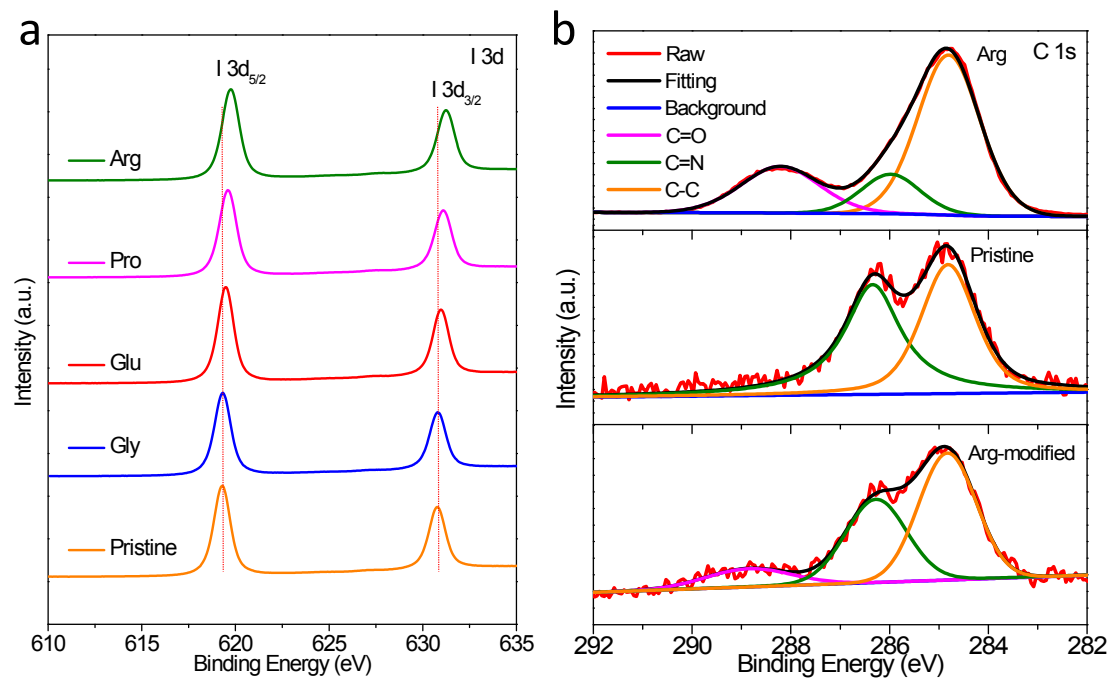 a
I 3d
I 3d5/2
I 3d3/2
Arg
Pro
Glu
Gly
Pristine
Intensity (a.u.)
610 615 620 625 630 635
Binding Energy (eV)
b
C 1s
Raw
Fitting
Background
C=O
C=N
C-C
Arg
Pristine
Arg-modified
Intensity (a.u.)
292 290 288 286 284 282
Binding Energy (eV)